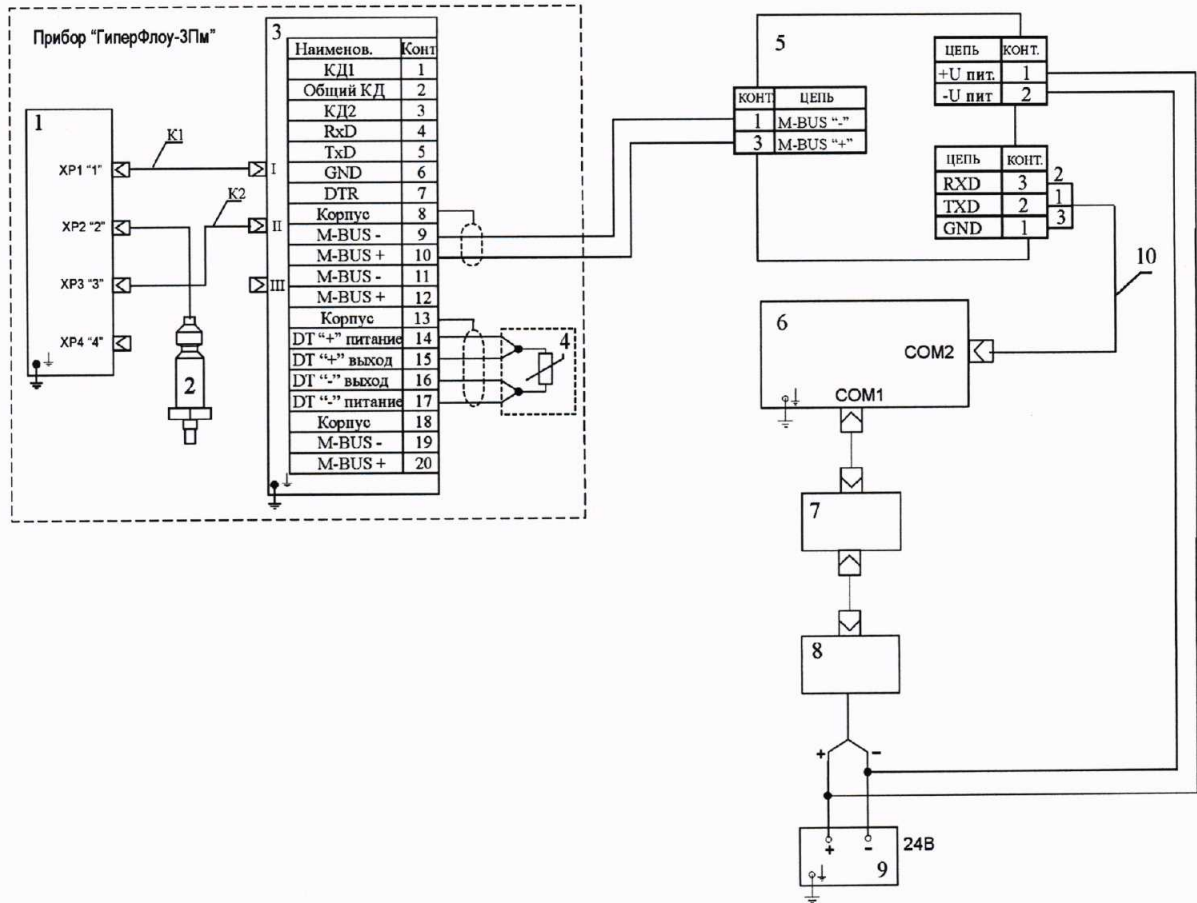 Прибор "ГиперФлоу-3Пм"
1
XP1 "1"
XP2 "2"
XP3 "3"
XP4 "4"
K1
K2
2
3
I
II
III
Наименов. Конт
КД1 1
Общий КД 2
КД2 3
RxD 4
TxD 5
GND 6
DTR 7
Корпус 8
M-BUS - 9
M-BUS + 10
M-BUS - 11
M-BUS + 12
Корпус 13
DT "+" питание 14
DT "+" выход 15
DT "-" выход 16
DT "-" питание 17
Корпус 18
M-BUS - 19
M-BUS + 20
4
5
КОНТ ЦЕПЬ
1 M-BUS "-"
3 M-BUS "+"
ЦЕПЬ КОНТ.
+U пит. 1
-U пит 2
ЦЕПЬ КОНТ.
RXD 3 2
TXD 2 1
GND 1 3
10
6
COM2
COM1
7
8
+ -
+ -
24В
9